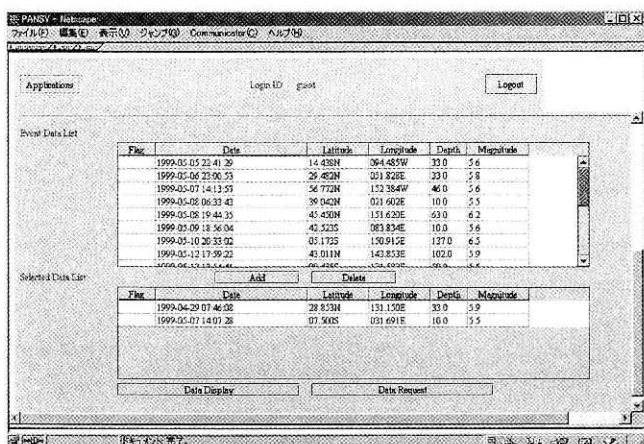 PANSY - Netscape
ファイル(F) 編集(E) 表示(V) ジャンプ(G) Communicator(C) ヘルプ(H)
Applications Login ID guest Logout
Event Data List
Flag Date Latitude Longitude Depth Magnitude
1999-05-05 22:41:29 14.438N 094.485W 33.0 5.6
1999-05-06 23:00:53 29.482N 051.828E 33.0 5.8
1999-05-07 14:13:57 56.772N 152.384W 46.0 5.6
1999-05-08 06:33:43 39.042N 021.602E 10.0 5.5
1999-05-08 19:44:35 45.450N 151.620E 63.0 6.2
1999-05-09 18:56:04 42.523S 083.834E 10.0 5.6
1999-05-10 20:33:02 05.173S 150.915E 137.0 6.5
1999-05-12 17:59:22 43.011N 143.853E 102.0 5.9
Selected Data List Add Delete
Flag Date Latitude Longitude Depth Magnitude
1999-04-29 07:46:08 28.853N 131.150E 33.0 5.9
1999-05-07 14:07:28 07.500S 031.691E 10.0 5.5
Data Display Data Request
ドキュメント: 完了。